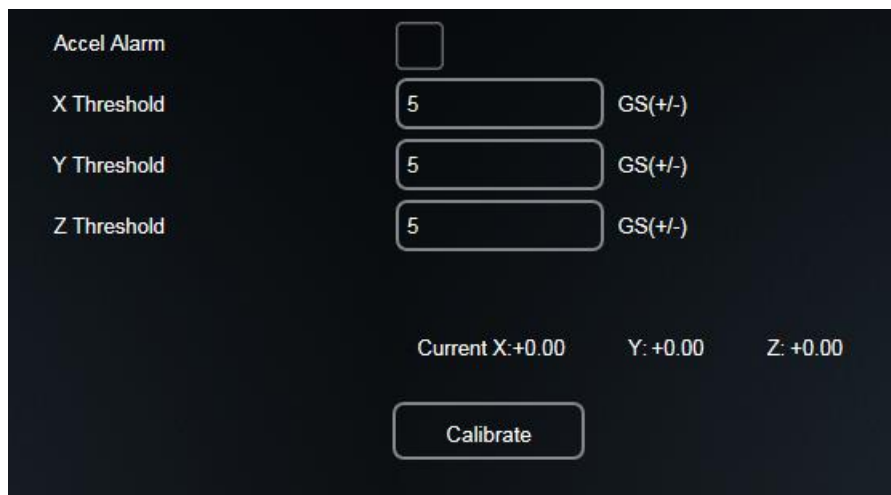 Accel Alarm
X Threshold 5 GS(+/-)
Y Threshold 5 GS(+/-)
Z Threshold 5 GS(+/-)
Current X:+0.00 Y: +0.00 Z: +0.00
Calibrate